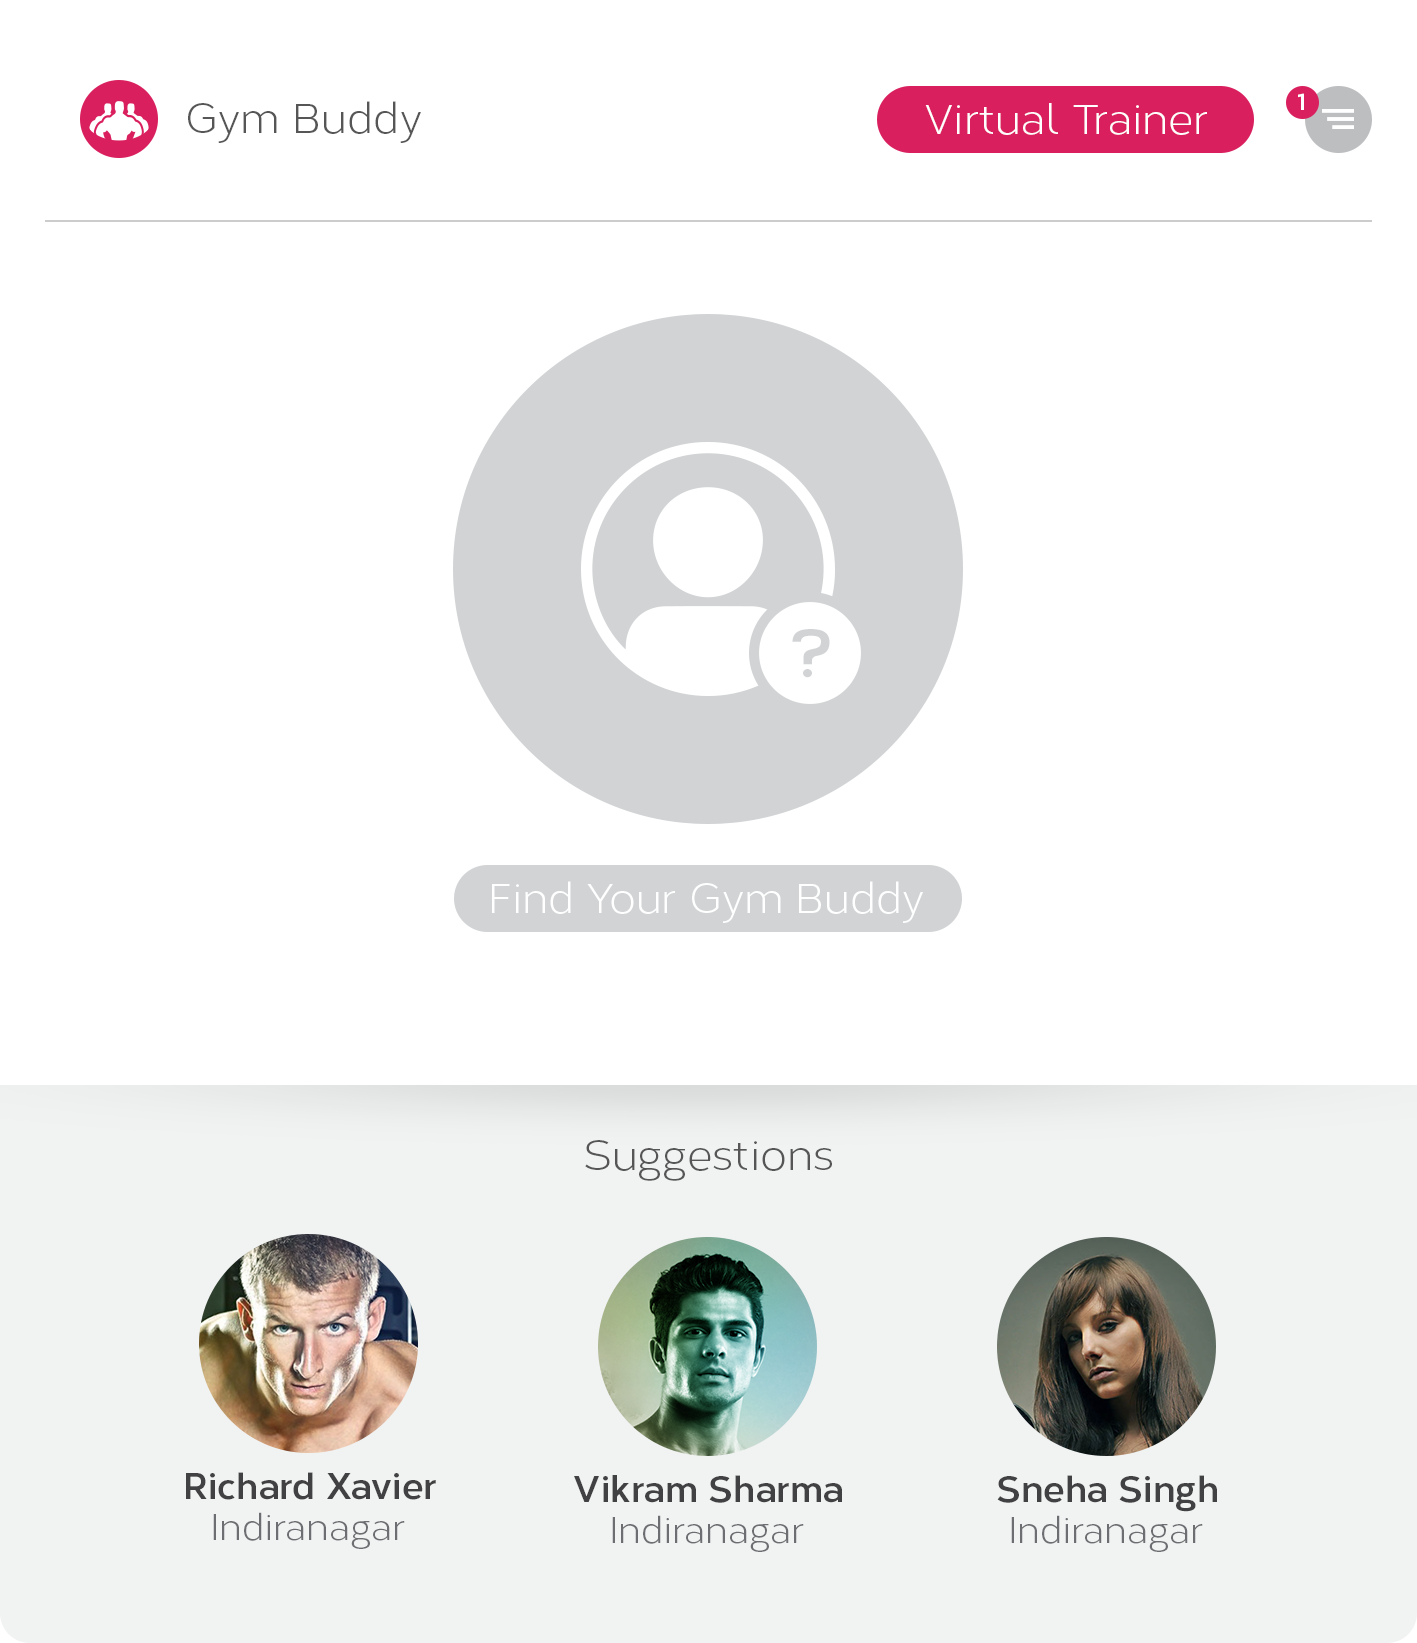 Gym Buddy
Virtual Trainer
1
?
Find Your Gym Buddy
Suggestions
Richard Xavier
Indiranagar
Vikram Sharma
Indiranagar
Sneha Singh
Indiranagar